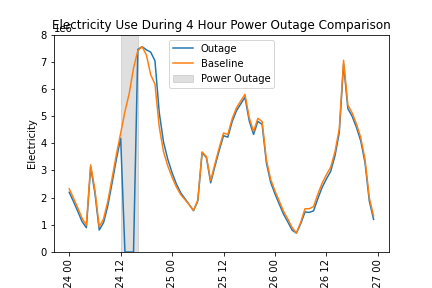 Electricity Use During 4 Hour Power Outage Comparison
1e6
8
7
6
5
4
3
2
1
0
Electricity
Outage
Baseline
Power Outage
24 00
24 12
25 00
25 12
26 00
26 12
27 00